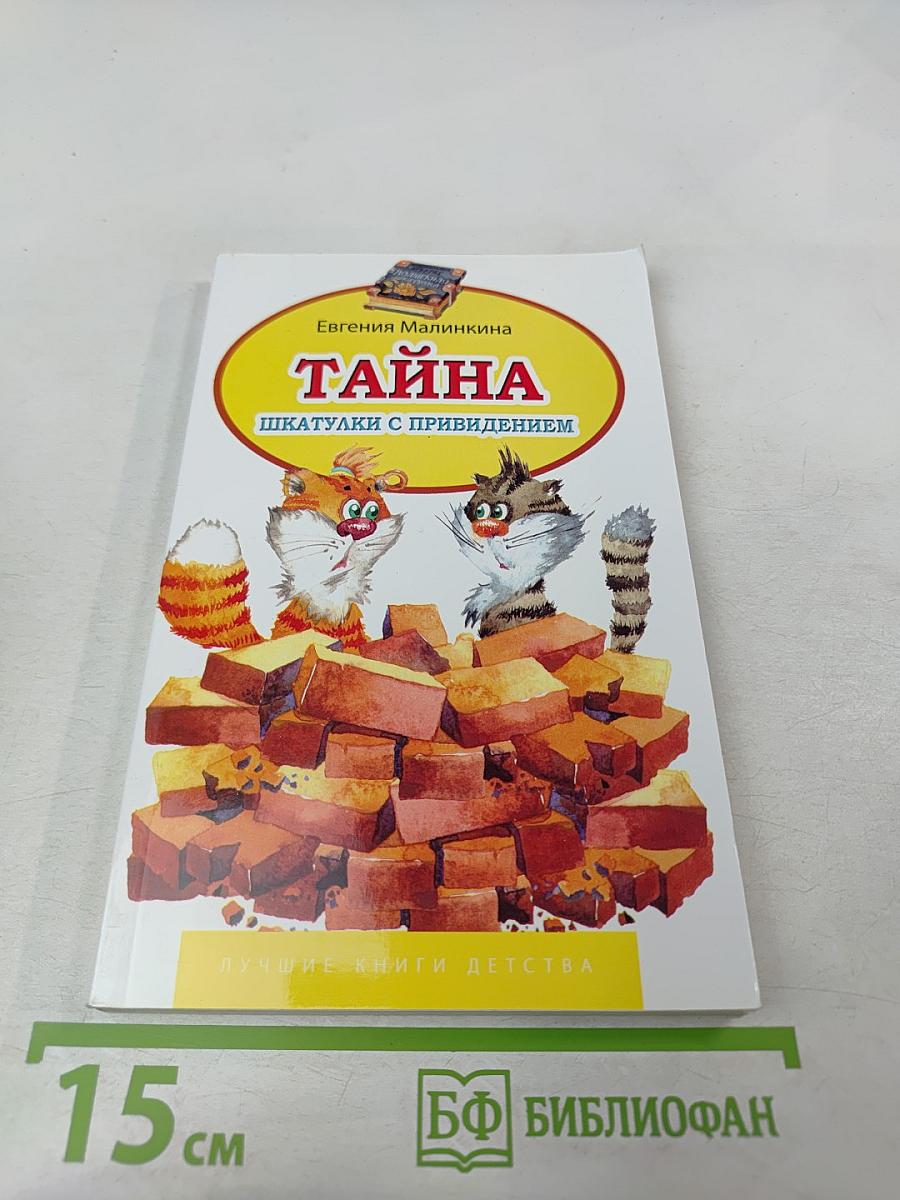 Евгения Малинкина
ТАЙНА
ШКАТУЛКИ С ПРИВИДЕНИЕМ
ЛУЧШИЕ КНИГИ ДЕТСТВА
15 см
БФ БИБЛИОФАН